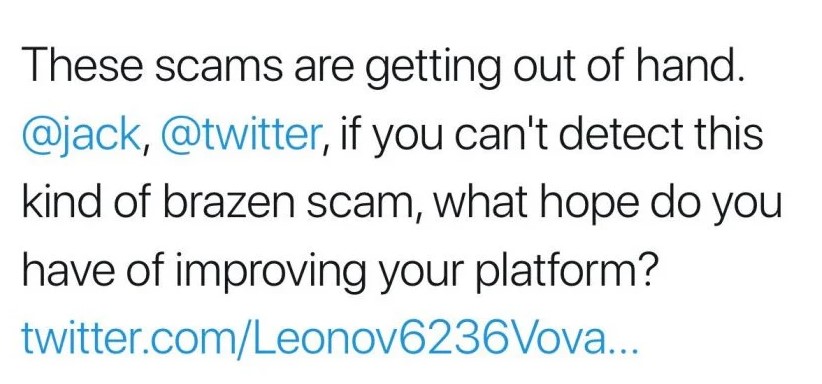 These scams are getting out of hand.
@jack, @twitter, if you can't detect this
kind of brazen scam, what hope do you
have of improving your platform?
twitter.com/Leonov6236Vova...